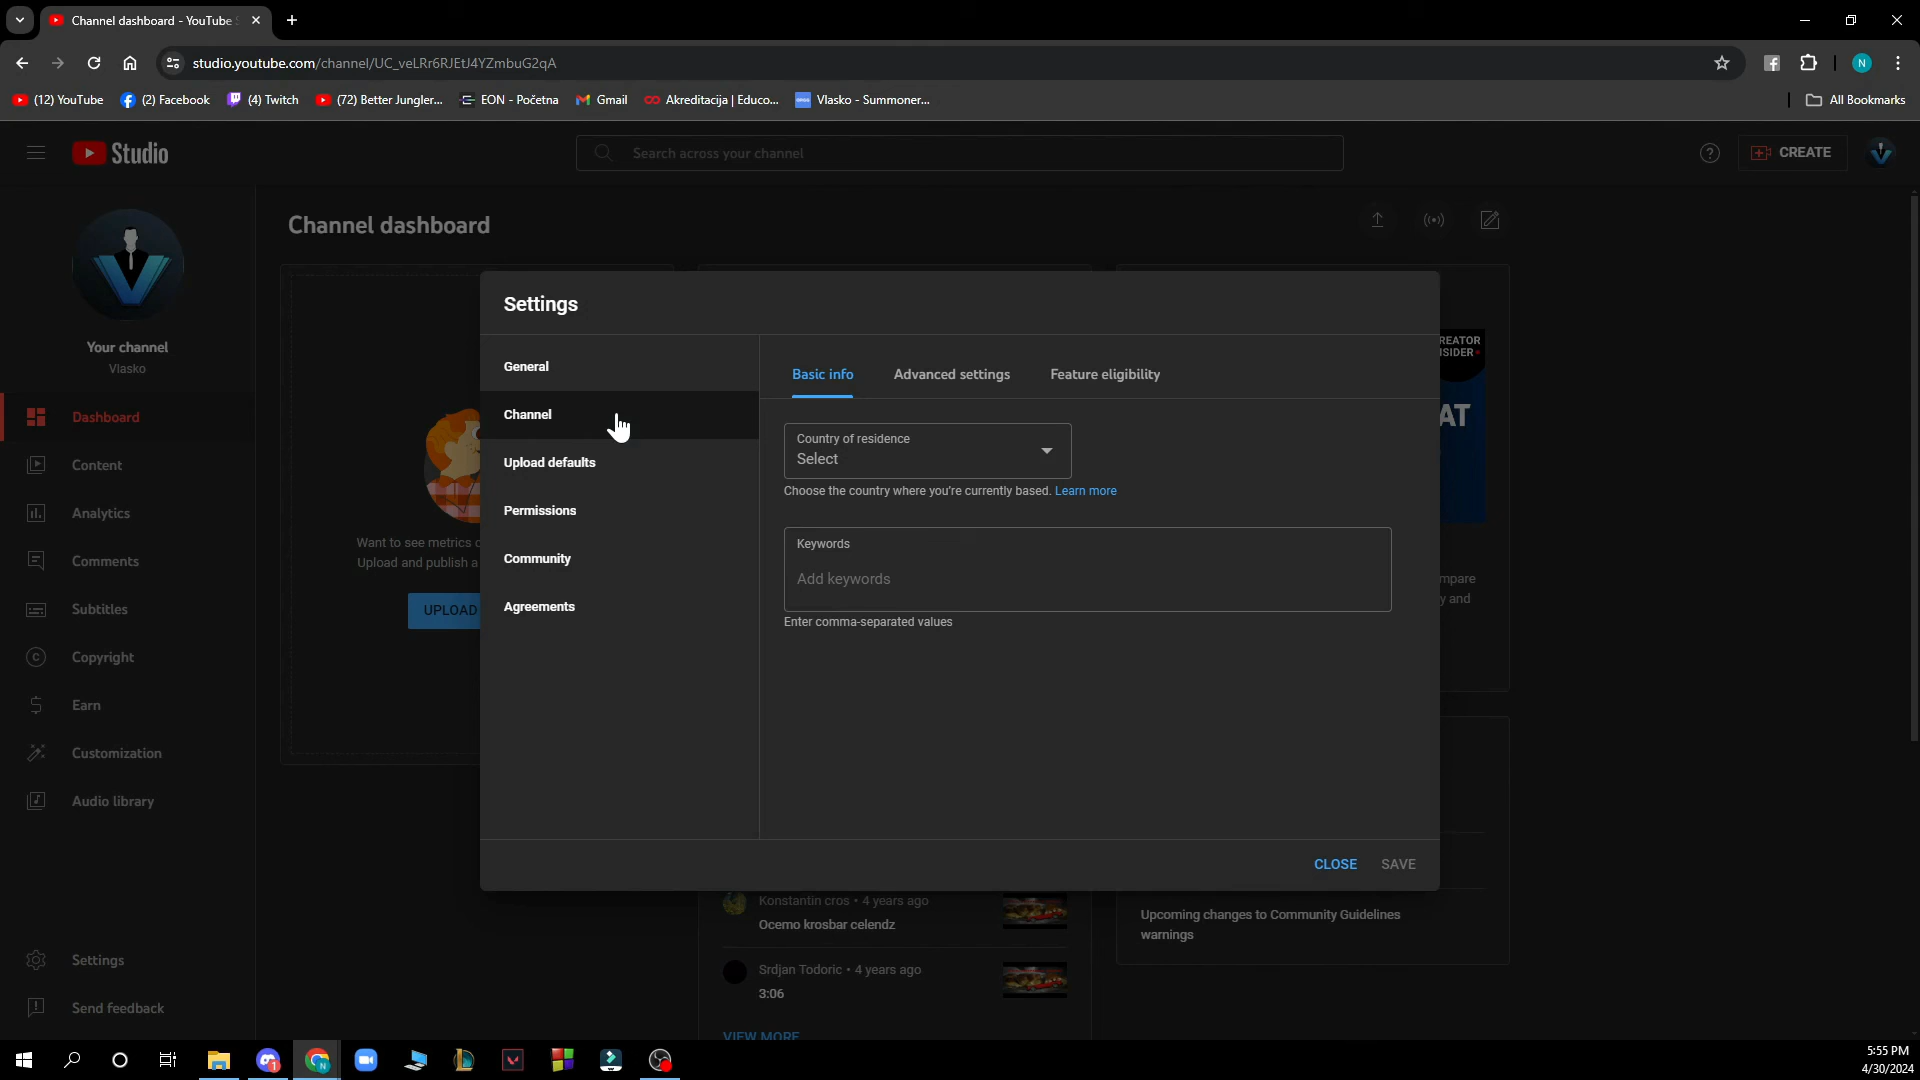 Channel dashboard - YouTube
studio.youtube.com/channel/UC_veLRr6RJEtJ4YZmbuG2qA
N
(12) YouTube
(2) Facebook
(4) Twitch
(72) Better Jungler...
EON - Početna
Gmail
Akreditacija | Educo...
Vlasko - Summoner...
All Bookmarks
Studio
Search across your channel
CREATE
Channel dashboard
Your channel
Vlasko
Dashboard
Content
Analytics
Comments
Subtitles
Copyright
Earn
Customization
Audio library
Settings
Send feedback
Want to see metrics
Upload and publish a
UPLOAD
Settings
General
Channel
Upload defaults
Permissions
Community
Agreements
Basic info
Advanced settings
Feature eligibility
Country of residence
Select
Choose the country where you're currently based. Learn more
Keywords
Add keywords
Enter comma-separated values
CLOSE
SAVE
REATOR
SIDER
AT
mpare
y and
Konstantin cros • 4 years ago
Ocemo krosbar celendz
Srdjan Todoric • 4 years ago
3:06
VIEW MORE
Upcoming changes to Community Guidelines
warnings
5:55 PM
4/30/2024